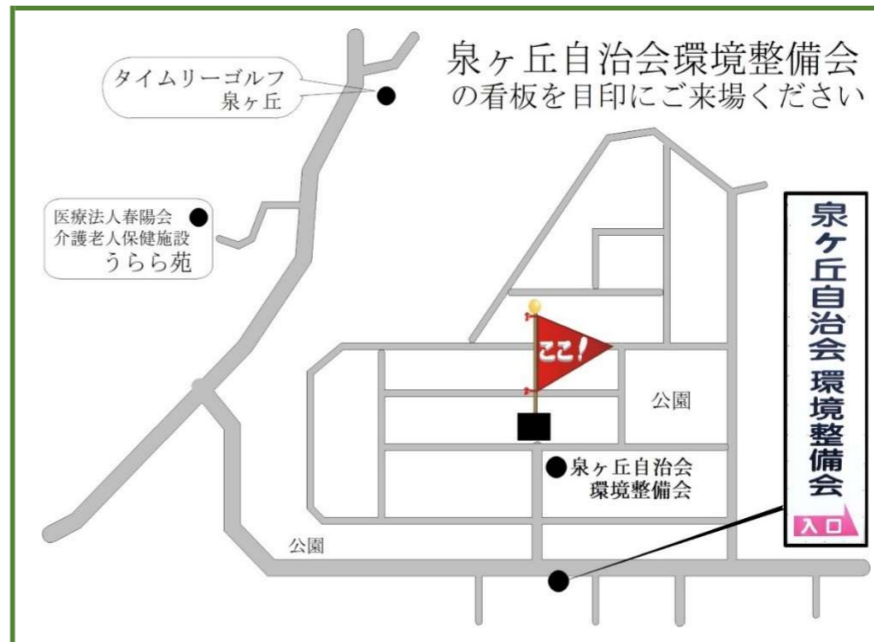 泉ヶ丘自治会環境整備会
の看板を目印にご来場ください
タイムリーゴルフ
泉ヶ丘
医療法人春陽会
介護老人保健施設
うらら苑
ここ!
公園
泉ヶ丘自治会
環境整備会
公園
泉ヶ丘自治会 環境整備会
入口